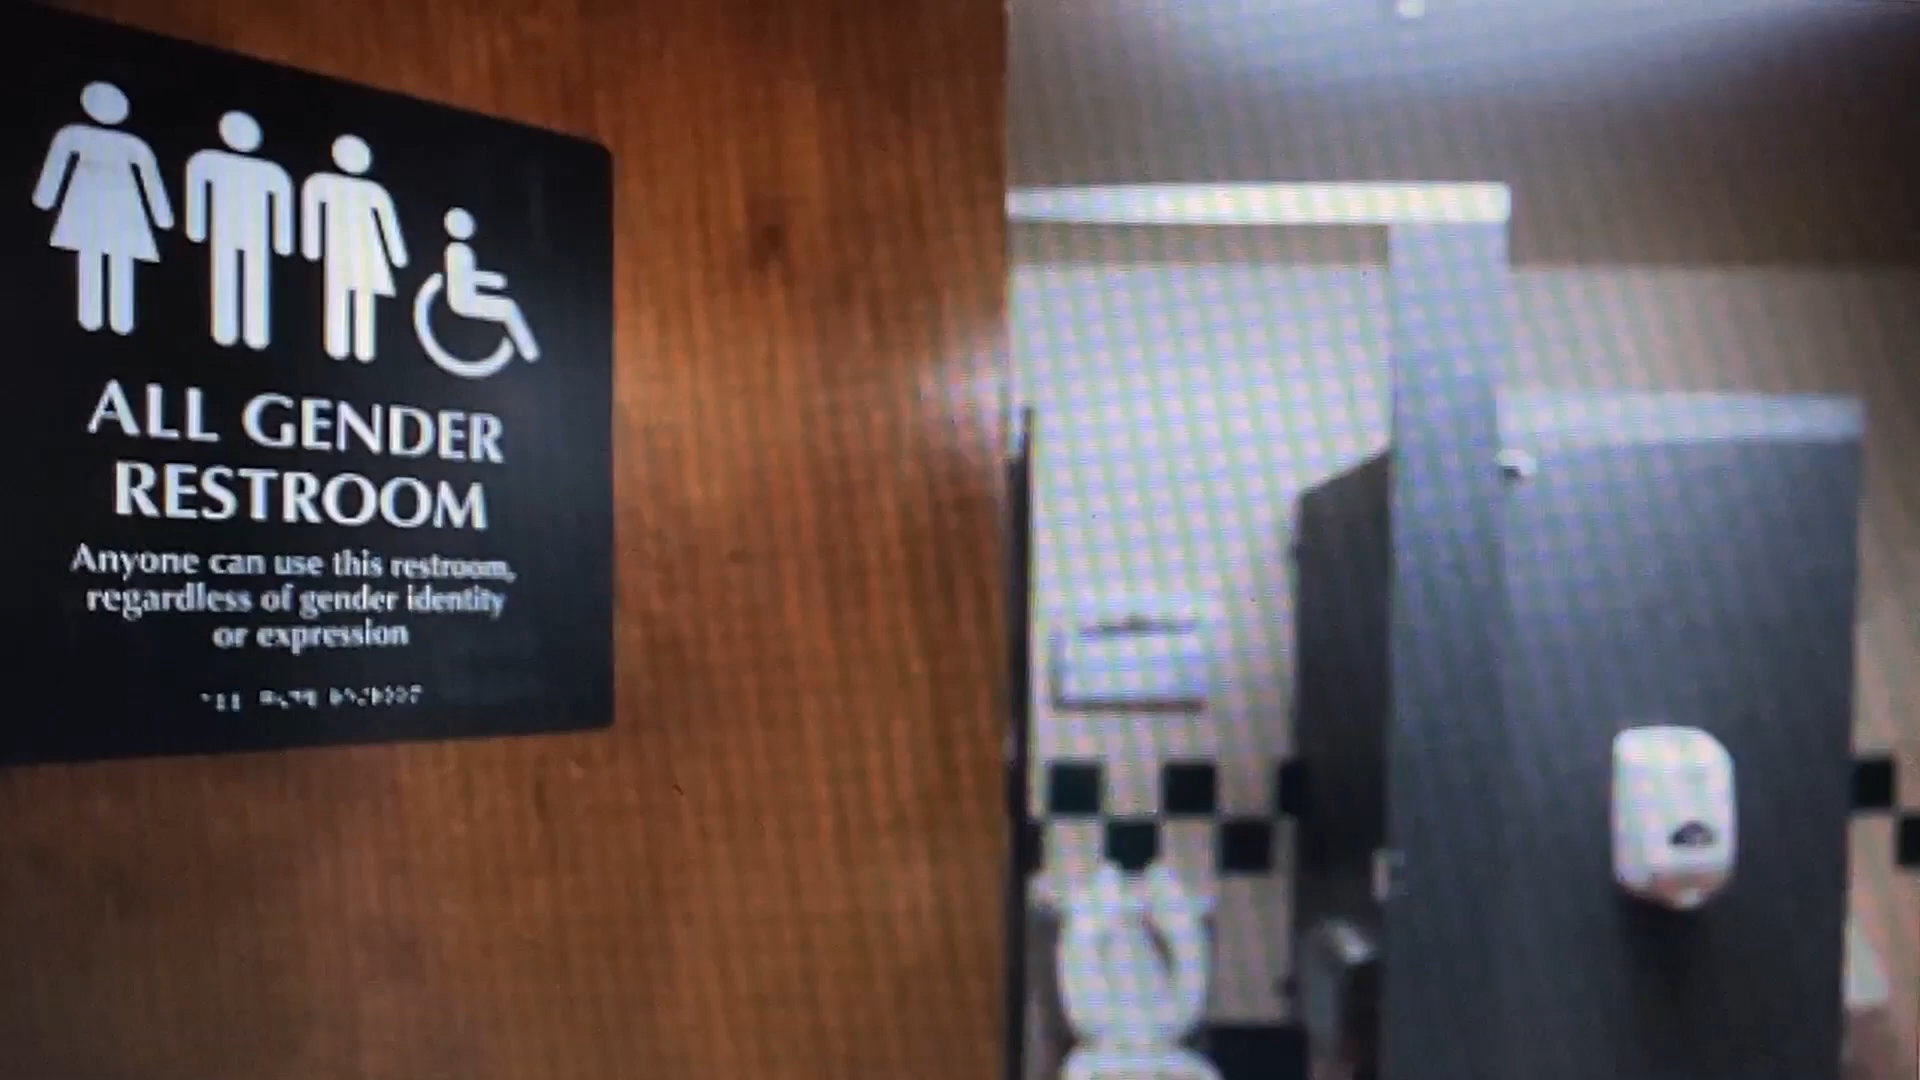 ALL GENDER
RESTROOM
Anyone can use this restroom,
regardless of gender identity
or expression